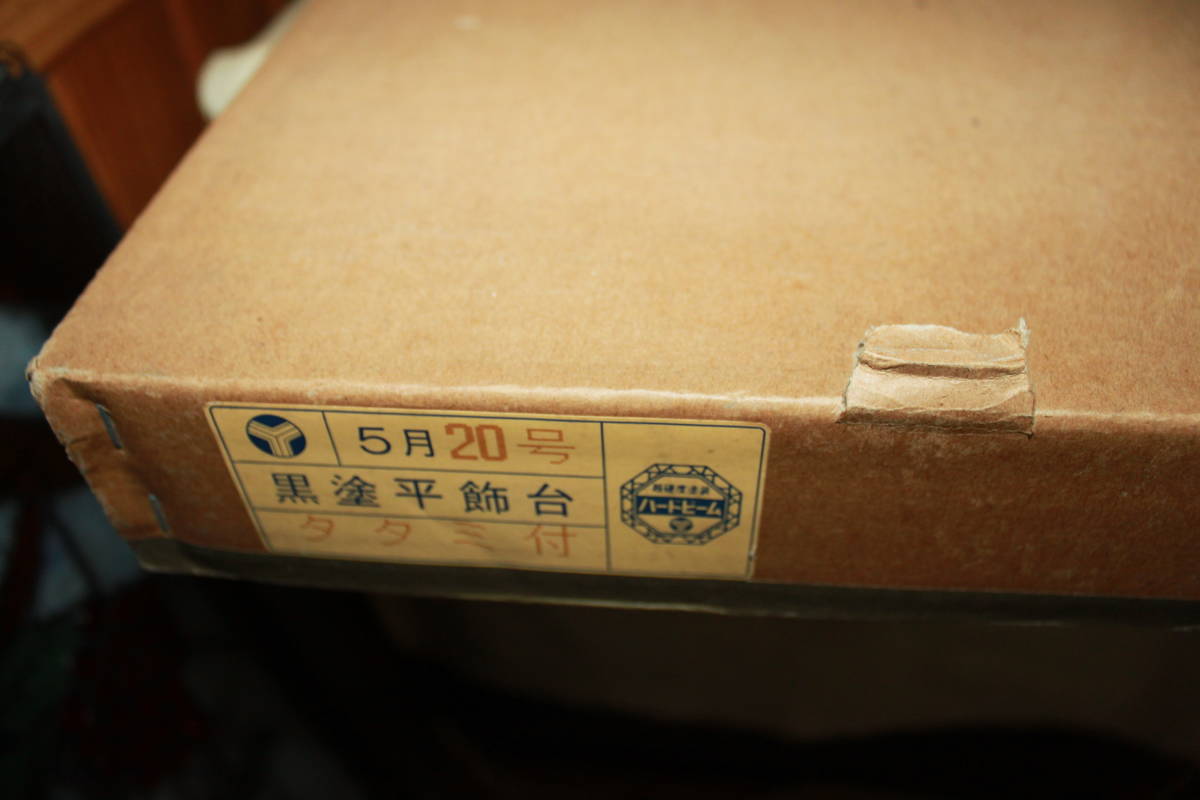 5月20号
黒塗平飾台
タタミ付
ハートビーム